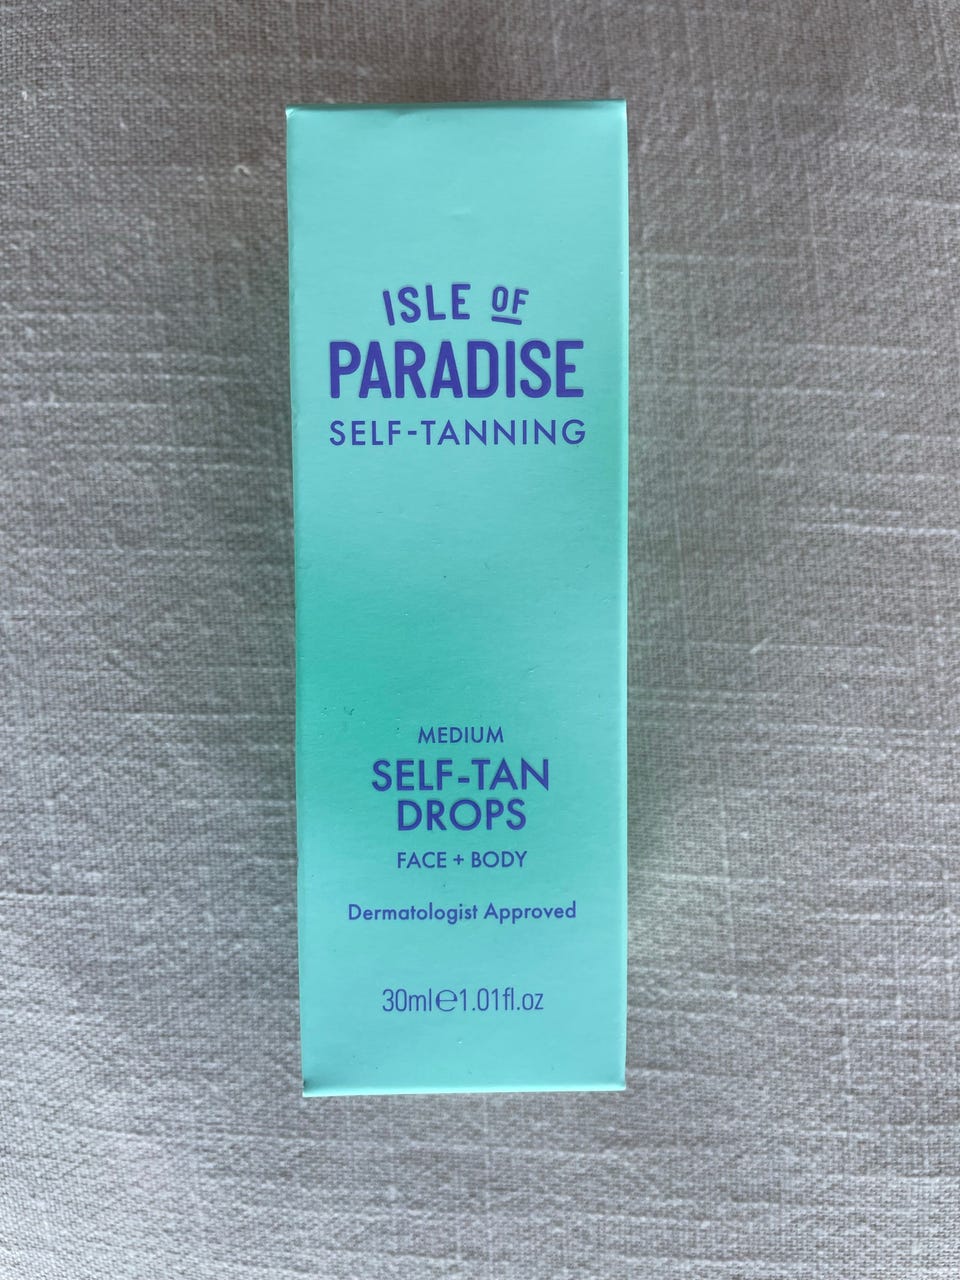 ISLE OF
PARADISE
SELF-TANNING
MEDIUM
SELF-TAN
DROPS
FACE + BODY
Dermatologist Approved
30ml℮1.01fl.oz